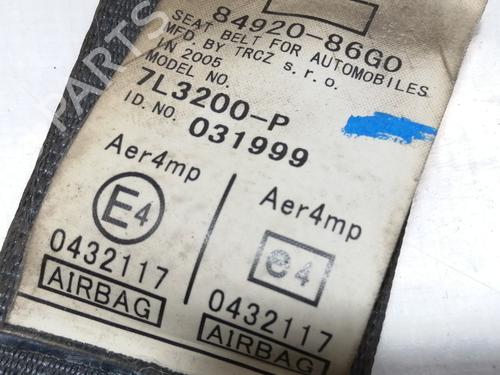 84920-86G0
SEAT BELT FOR AUTOMOBILES
MFD. BY TRCZ s.r.o.
IN 2005
MODEL NO.
7L3200-P
ID.NO. 031999
Aer4mp
E4
0432117
AIRBAG
Aer4mp
e4
0432117
AIRBAG
PARTS